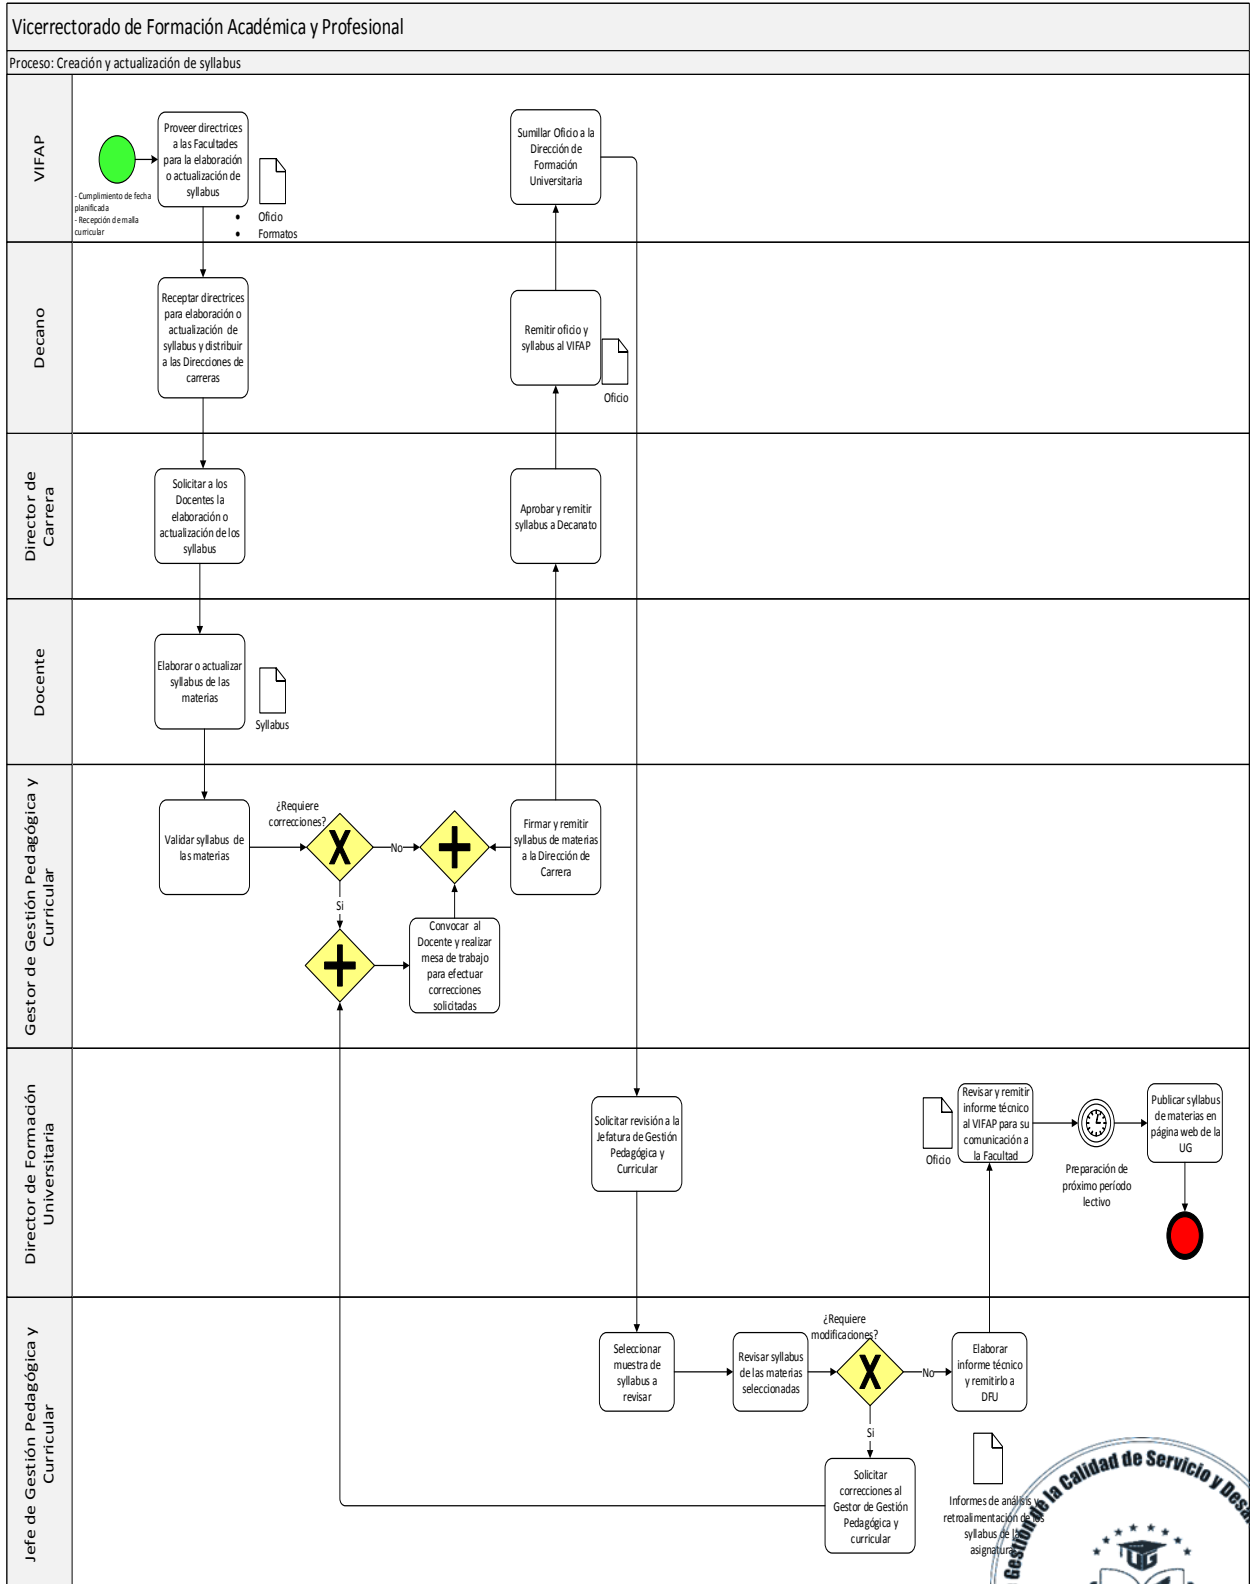 Vicerrectorado de Formación Académica y Profesional
Proceso: Creación y actualización de syllabus
VIFAP
- Cumplimiento de fecha
planificada
- Recepción de malla
curricular
Proveer directrices
a las Facultades
para la elaboración
o actualización de
syllabus
• Oficio
• Formatos
Sumillar Oficio a la
Dirección de
Formación
Universitaria
Decano
Receptar directrices
para elaboración o
actualización de
syllabus y distribuir
a las Direcciones de
carreras
Remitir oficio y
syllabus al VIFAP
Oficio
Director de
Carrera
Solicitar a los
Docentes la
elaboración o
actualización de los
syllabus
Aprobar y remitir
syllabus a Decanato
Docente
Elaborar o actualizar
syllabus de las
materias
Syllabus
Gestor de Gestión Pedagógica y
Curricular
Validar syllabus de
las materias
¿Requiere
correcciones?
X
No
Si
Firmar y remitir
syllabus de materias
a la Dirección de
Carrera
Convocar al
Docente y realizar
mesa de trabajo
para efectuar
correcciones
solicitadas
Director de Formación
Universitaria
Solicitar revisión a la
Jefatura de Gestión
Pedagógica y
Curricular
Oficio
Revisar y remitir
informe técnico
al VIFAP para su
comunicación a
la Facultad
Preparación de
próximo período
lectivo
Publicar syllabus
de materias en
página web de la
UG
Jefe de Gestión Pedagógica y
Curricular
Seleccionar
muestra de
syllabus a
revisar
Revisar syllabus
de las materias
seleccionadas
¿Requiere
modificaciones?
X
No
Si
Elaborar
informe técnico
y remitirlo a
DFU
Solicitar
correcciones al
Gestor de Gestión
Pedagógica y
curricular
Informes de análisis y
retroalimentación de los
syllabus de la
asignatura
Gestión de la Calidad de Servicio y
UG